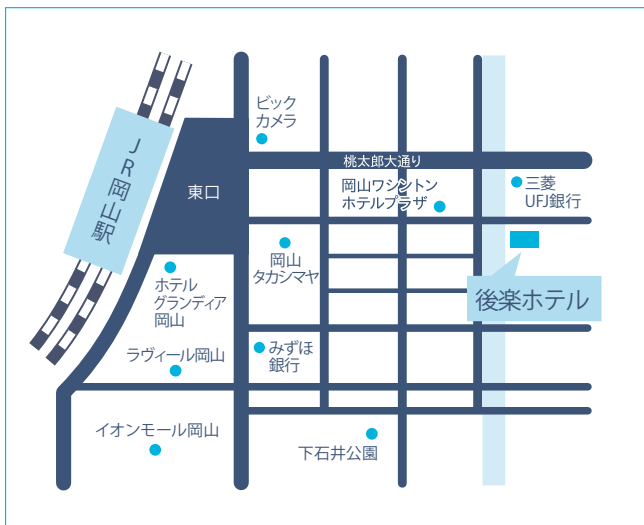 ビック
カメラ
桃太郎大通り
JR岡山駅
東口
岡山ワシントン
ホテルプラザ
三菱
UFJ銀行
岡山
タカシマヤ
ホテル
グランディア
岡山
後楽ホテル
ラヴィール岡山
みずほ
銀行
イオンモール岡山
下石井公園